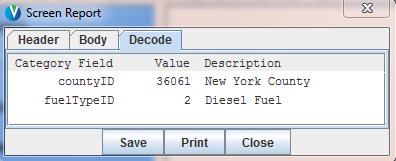 Screen Report
Header Body Decode
Category Field Value Description
countyID 36061 New York County
fuelTypeID 2 Diesel Fuel
Save Print Close